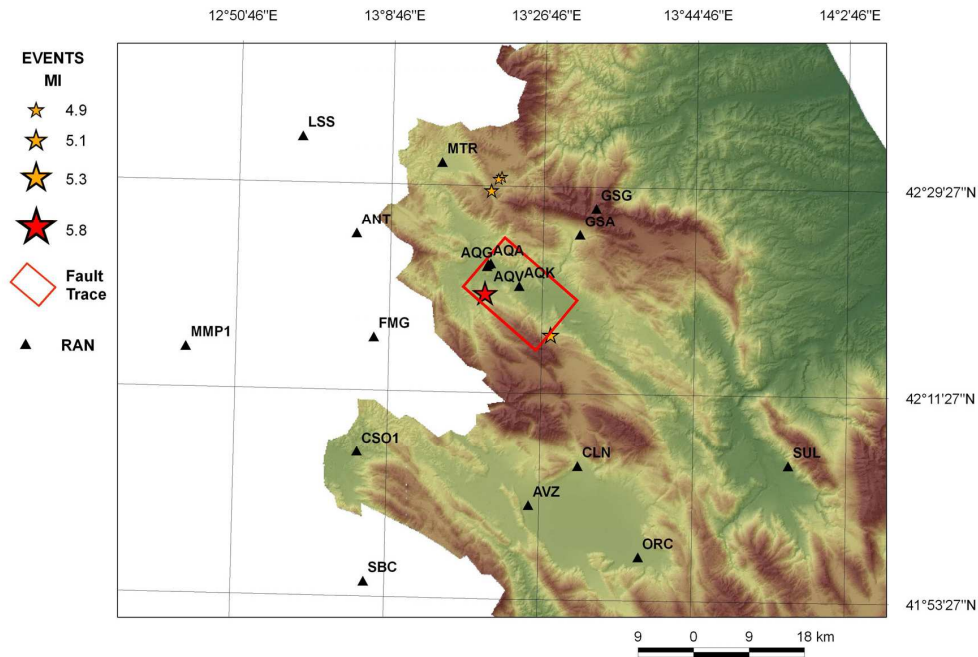 12°50'46"E
13°8'46"E
13°26'46"E
13°44'46"E
14°2'46"E
EVENTS
Ml
4.9
5.1
5.3
5.8
Fault
Trace
RAN
LSS
MTR
GSG
GSA
ANT
AQG
AQA
AQV
AQK
FMG
MMP1
CSO1
CLN
SUL
AVZ
ORC
SBC
42°29'27"N
42°11'27"N
41°53'27"N
9 0 9 18 km